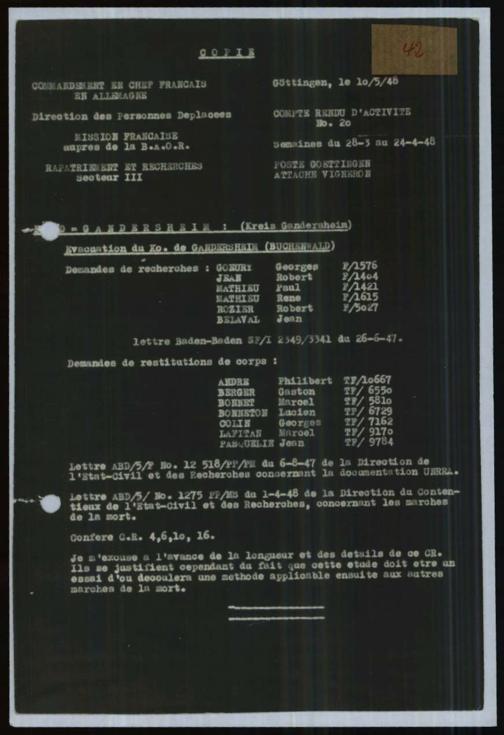 COPIE
42
COMMANDEMENT EN CHEF FRANCAIS
EN ALLEMAGNE
Göttingen, le 10/5/48
Direction des Personnes Deplacees
COMPTE RENDU D'ACTIVITE
No. 2o
MISSION FRANCAISE
aupres de la B.A.O.R.
Semaines du 28-3 au 24-4-48
RAPATRIEMENT ET RECHERCHES
Secteur III
POSTE GOETTINGEN
ATTACHE VIGNERON
GANDERSHEIM : (Kreis Gandersheim)
Evacuation du Ko. de GANDERSHEIM (BUCHENWALD)
Demandes de recherches : Georges F/1576
JEAN Robert F/14o4
MATHIEU Paul F/1421
MATHIEU Rene F/1615
ROZIER Robert F/5o27
BELAVAL Jean
lettre Baden-Baden SF/I 2349/3341 du 26-6-47.
Demandes de restitutions de corps :
ANDRE Philibert TF/1o667
BERGER Gaston TF/ 655o
BONNET Marcel TF/ 581o
BONNETON Lucien TF/ 6729
COLIN Georges TF/ 7162
LAFITAN Marcel TF/ 917o
PASQUELIN Jean TF/ 9784
Lettre ABD/5/F No. 12 518/PF/PH du 6-8-47 de la Direction de
l'Etat-Civil et des Recherches concernant la documentation UNRRA.
Lettre ABD/5/ No. 1275 PF/MS du 1-4-48 de la Direction du Conten-
tieux de l'Etat-Civil et des Recherches, concernant les marches
de la mort.
Confere C.R. 4,6,1o, 16.
Je m'excuse a l'avance de la longueur et des details de ce CR.
Ils se justifient cependant du fait que cette etude doit etre un
essai d'ou decoulera une methode applicable ensuite aux autres
marches de la mort.